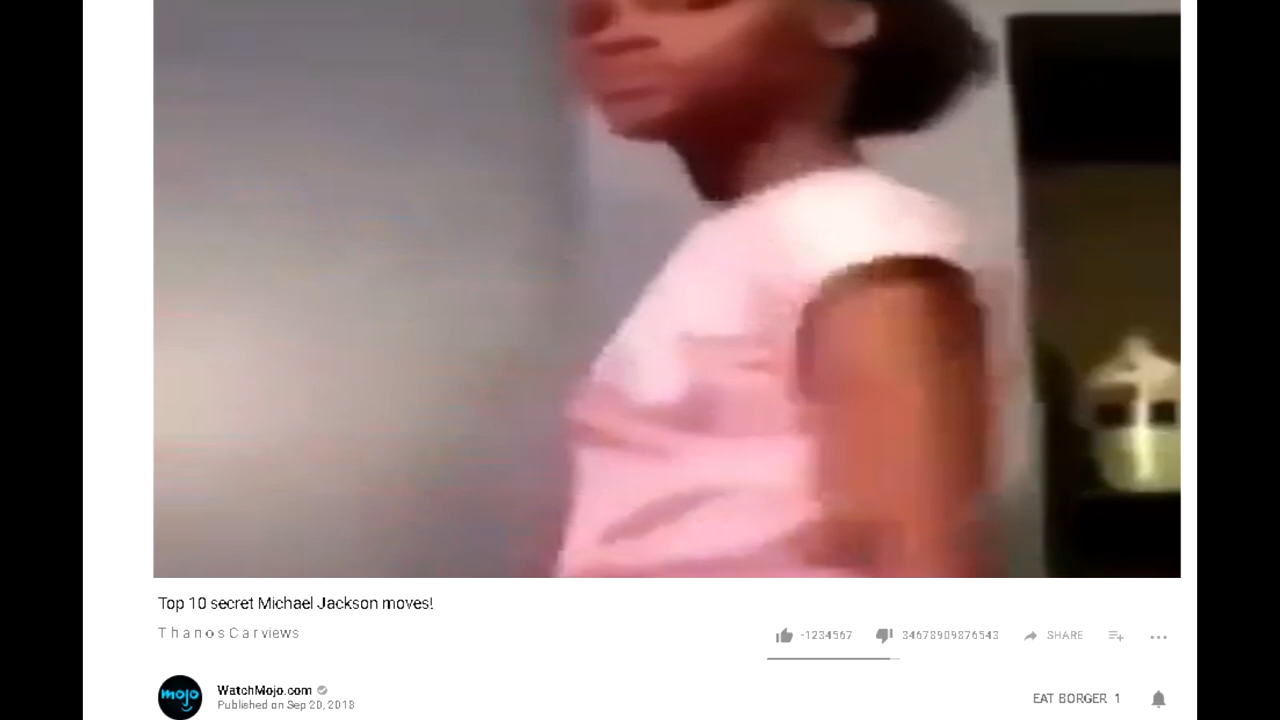 Top 10 secret Michael Jackson moves!
T h a n o s C a r views
-1234567 34678909876543 SHARE
mojo
WatchMojo.com
Published on Sep 20, 2018
EAT BORGER 1